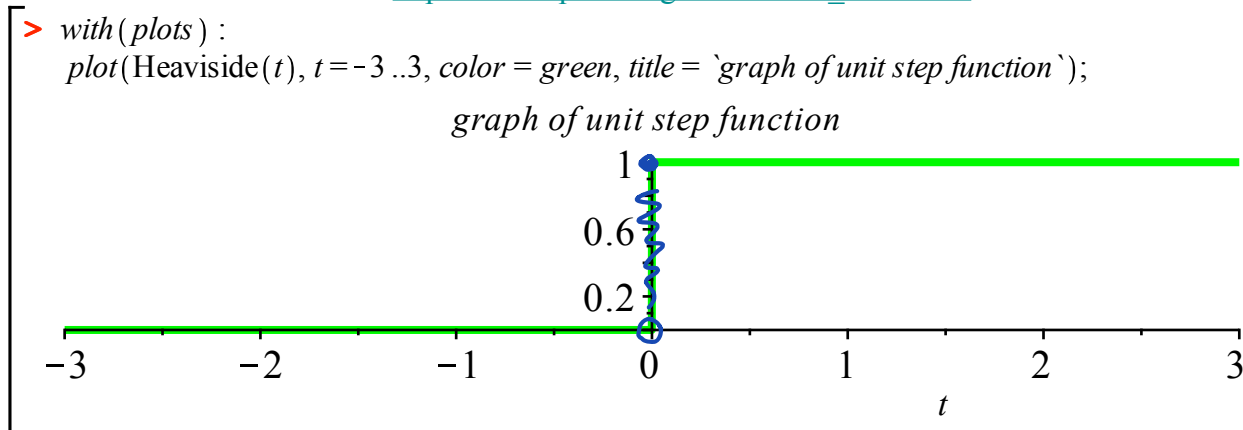 > with(plots) :
plot(Heaviside(t), t = -3 ..3, color = green, title = `graph of unit step function`);
graph of unit step function
1
0.6
0.2
−3 −2 −1 0 1 2 3
t